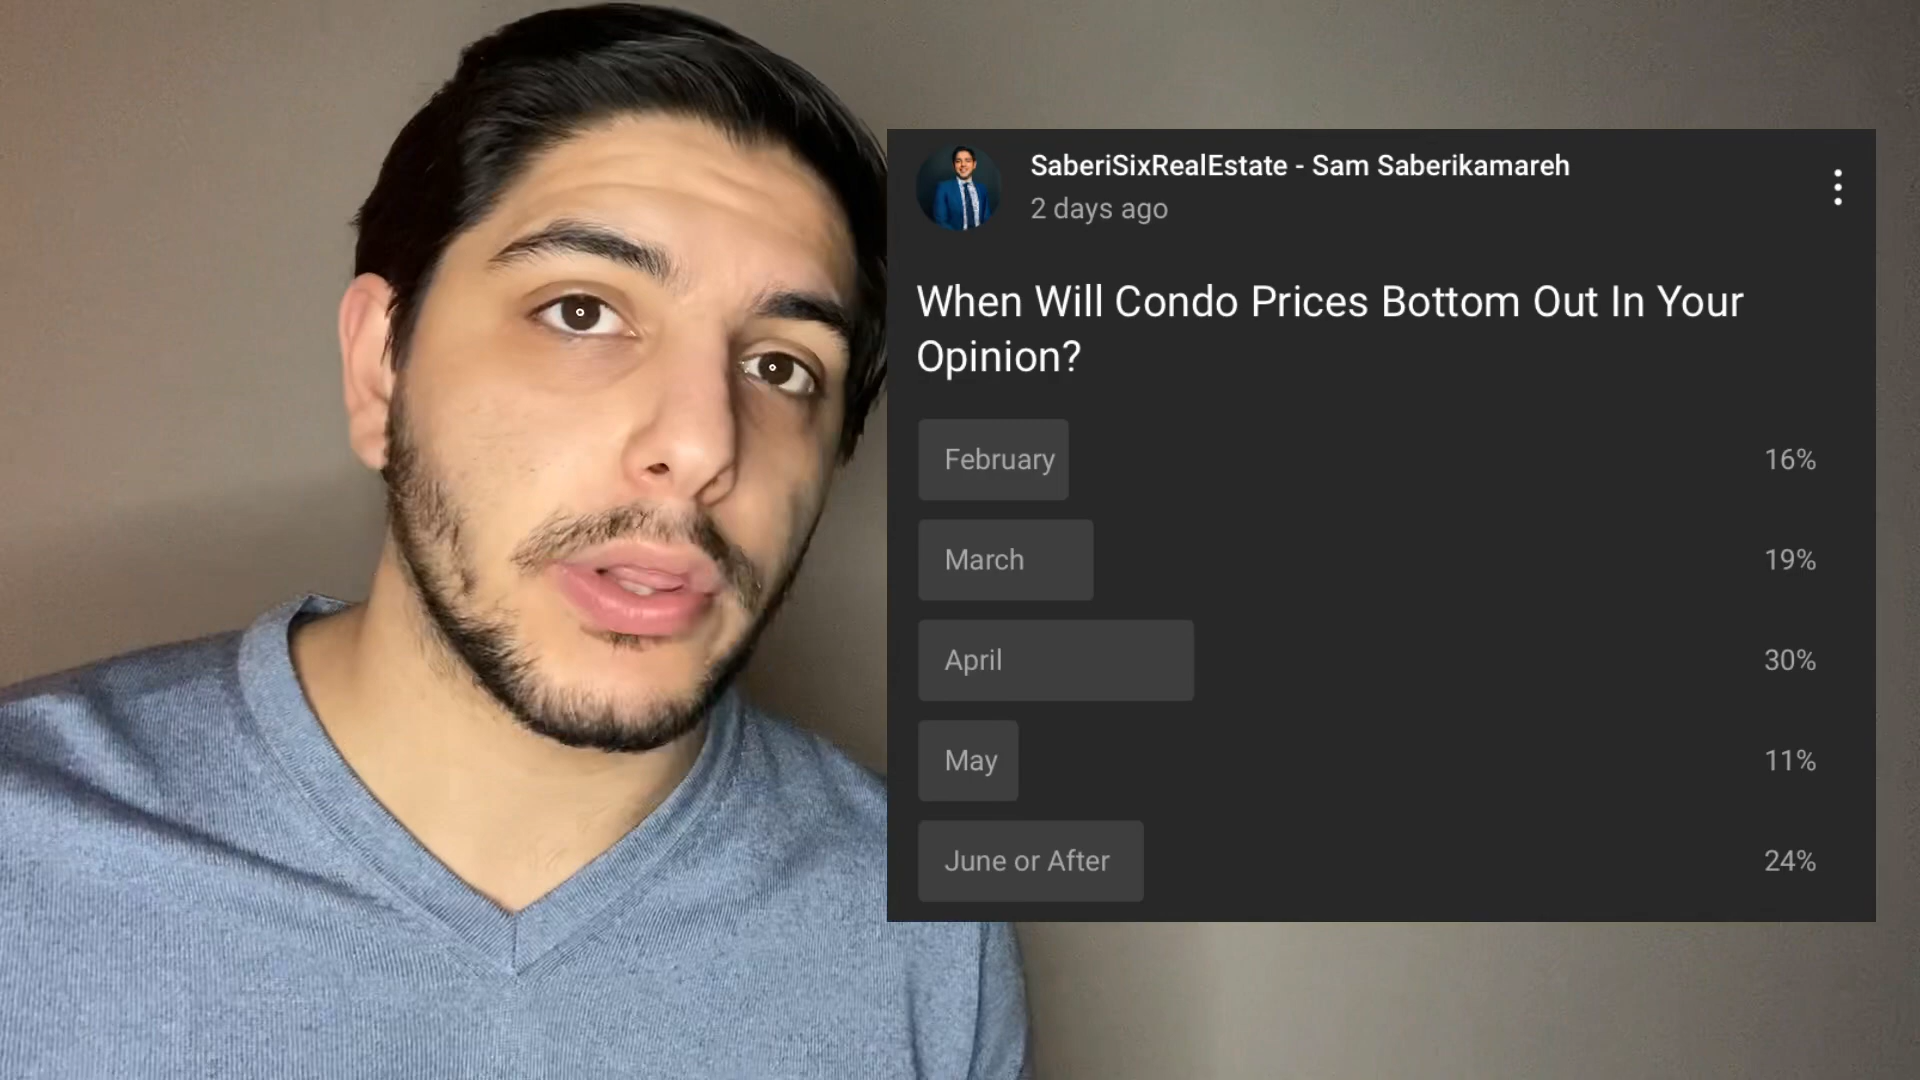 SaberiSixRealEstate - Sam Saberikamareh
2 days ago
When Will Condo Prices Bottom Out In Your
Opinion?
February 16%
March 19%
April 30%
May 11%
June or After 24%